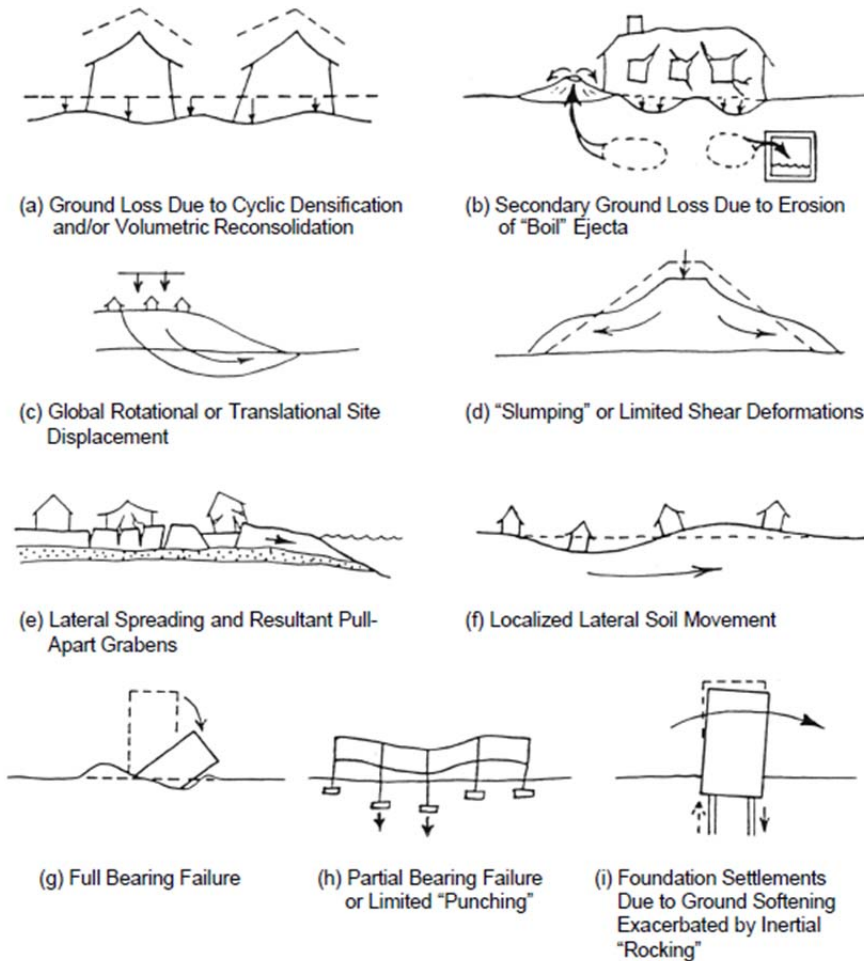 (a) Ground Loss Due to Cyclic Densification
and/or Volumetric Reconsolidation
(b) Secondary Ground Loss Due to Erosion
of “Boil” Ejecta
(c) Global Rotational or Translational Site
Displacement
(d) “Slumping” or Limited Shear Deformations
(e) Lateral Spreading and Resultant Pull-
Apart Grabens
(f) Localized Lateral Soil Movement
(g) Full Bearing Failure
(h) Partial Bearing Failure
or Limited “Punching”
(i) Foundation Settlements
Due to Ground Softening
Exacerbated by Inertial
“Rocking”